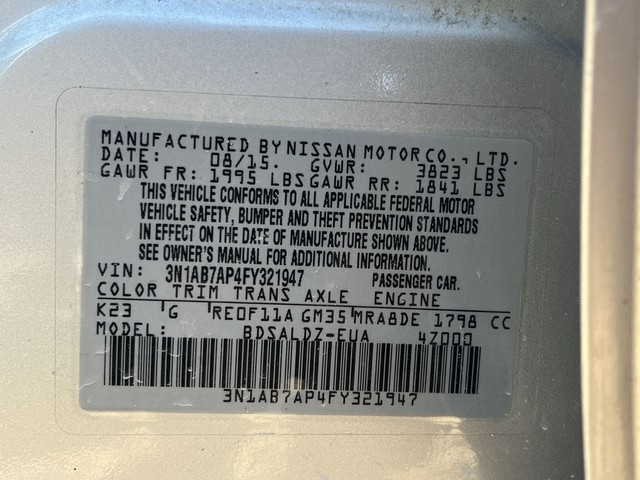 MANUFACTURED BY NISSAN MOTOR CO., LTD.
DATE: 08/15. GVWR: 3823 LBS
GAWR FR: 1995 LBS GAWR RR: 1841 LBS
THIS VEHICLE CONFORMS TO ALL APPLICABLE FEDERAL MOTOR
VEHICLE SAFETY, BUMPER AND THEFT PREVENTION STANDARDS
IN EFFECT ON THE DATE OF MANUFACTURE SHOWN ABOVE.
SEE OWNER'S MANUAL FOR ADDITIONAL INFORMATION.
VIN: 3N1AB7AP4FY321947 PASSENGER CAR.
COLOR TRIM TRANS AXLE ENGINE
K23 G RE0F11A GM35 MRA8DE 1798 CC
MODEL: BDSALDZ-EUA 4Z000
3N1AB7AP4FY321947